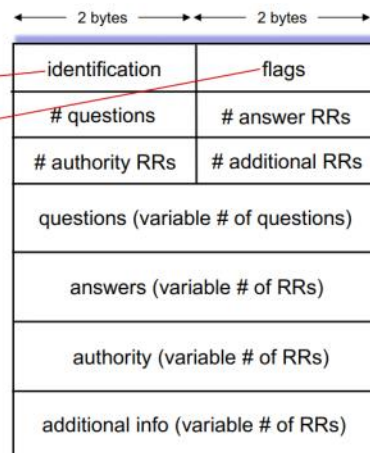 2 bytes 2 bytes
identification flags
# questions # answer RRs
# authority RRs # additional RRs
questions (variable # of questions)
answers (variable # of RRs)
authority (variable # of RRs)
additional info (variable # of RRs)